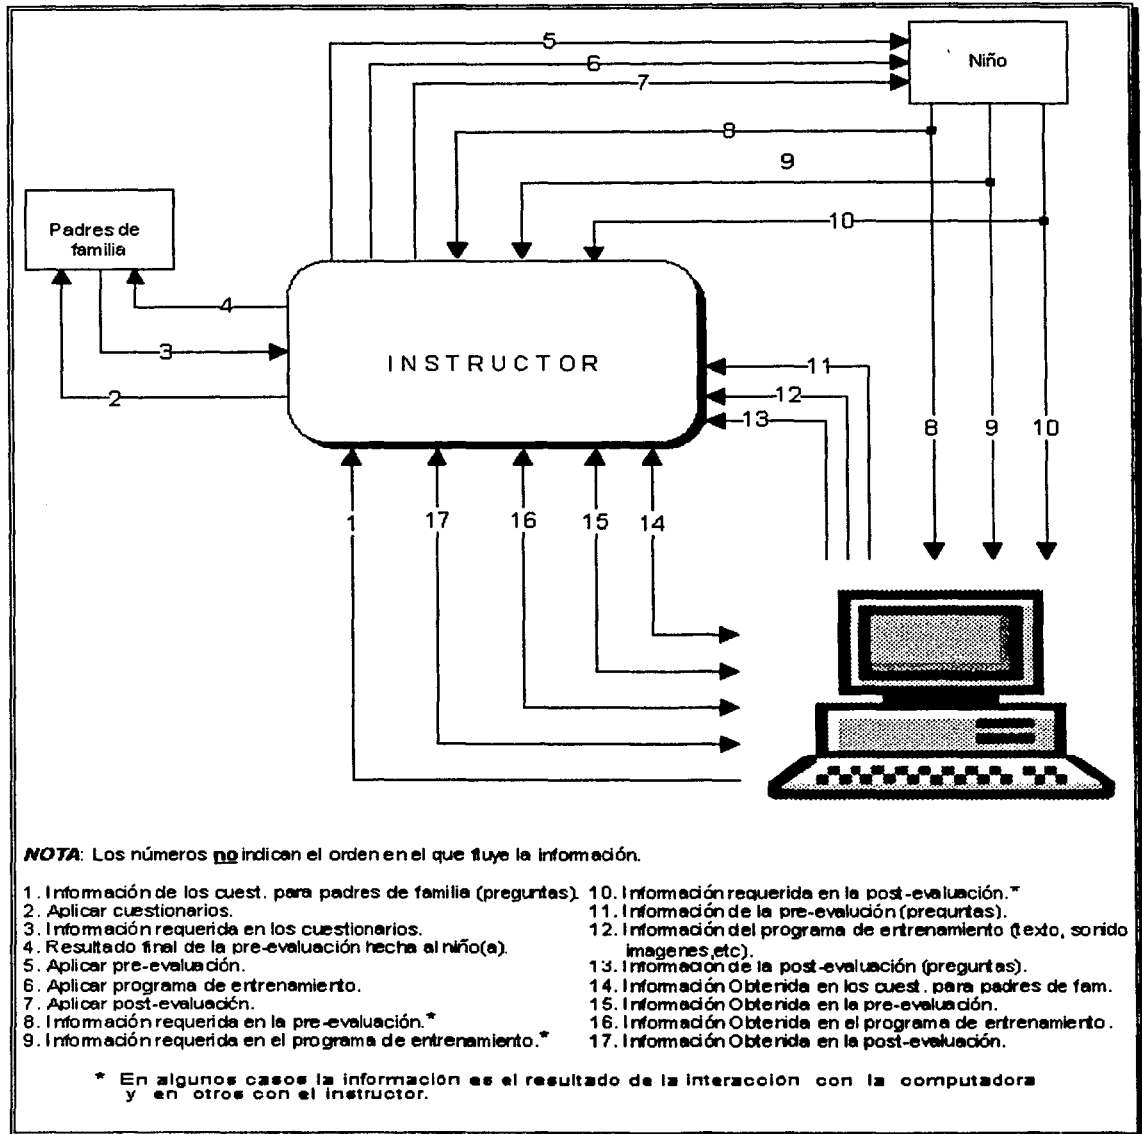 5
6
7
Niño
8
9
10
Padres de
familia
4
3
2
INSTRUCTOR
11
12
13
8 9 10
1 17 16 15 14
NOTA: Los números no indican el orden en el que fluye la información.
1. Información de los cuest. para padres de familia (preguntas).
2. Aplicar cuestionarios.
3. Información requerida en los cuestionarios.
4. Resultado final de la pre-evaluación hecha al niño(a).
5. Aplicar pre-evaluación.
6. Aplicar programa de entrenamiento.
7. Aplicar post-evaluación.
8. Información requerida en la pre-evaluación.*
9. Información requerida en el programa de entrenamiento.*
10. Información requerida en la post-evaluación.*
11. Información de la pre-evalución (preguntas).
12. Información del programa de entrenamiento (texto, sonido
imagenes,etc).
13. Información de la post-evaluación (preguntas).
14. Información Obtenida en los cuest. para padres de fam.
15. Información Obtenida en la pre-evaluación.
16. Información Obtenida en el programa de entrenamiento.
17. Información Obtenida en la post-evaluación.
* En algunos casos la información es el resultado de la interacción con la computadora
y en otros con el instructor.